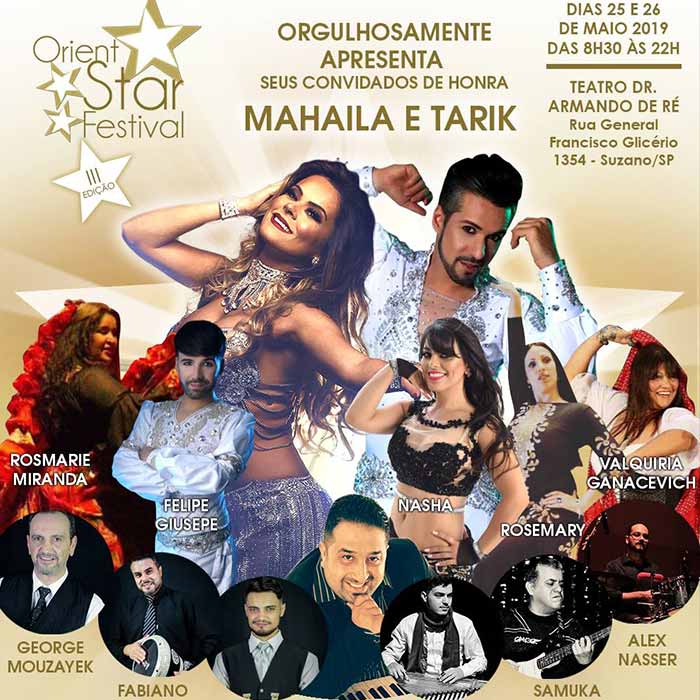 Orient
Star
Festival
III
EDIÇÃO
ORGULHOSAMENTE
APRESENTA
SEUS CONVIDADOS DE HONRA
MAHAILA E TARIK
DIAS 25 E 26
DE MAIO 2019
DAS 8H30 ÀS 22H
TEATRO DR.
ARMANDO DE RÉ
Rua General
Francisco Glicério
1354 - Suzano/SP
ROSMARIE
MIRANDA
FELIPE
GIUSEPE
NASHA
ROSEMARY
VALQUIRIA
GANACEVICH
GEORGE
MOUZAYEK
FABIANO
SAMUKA
ALEX
NASSER